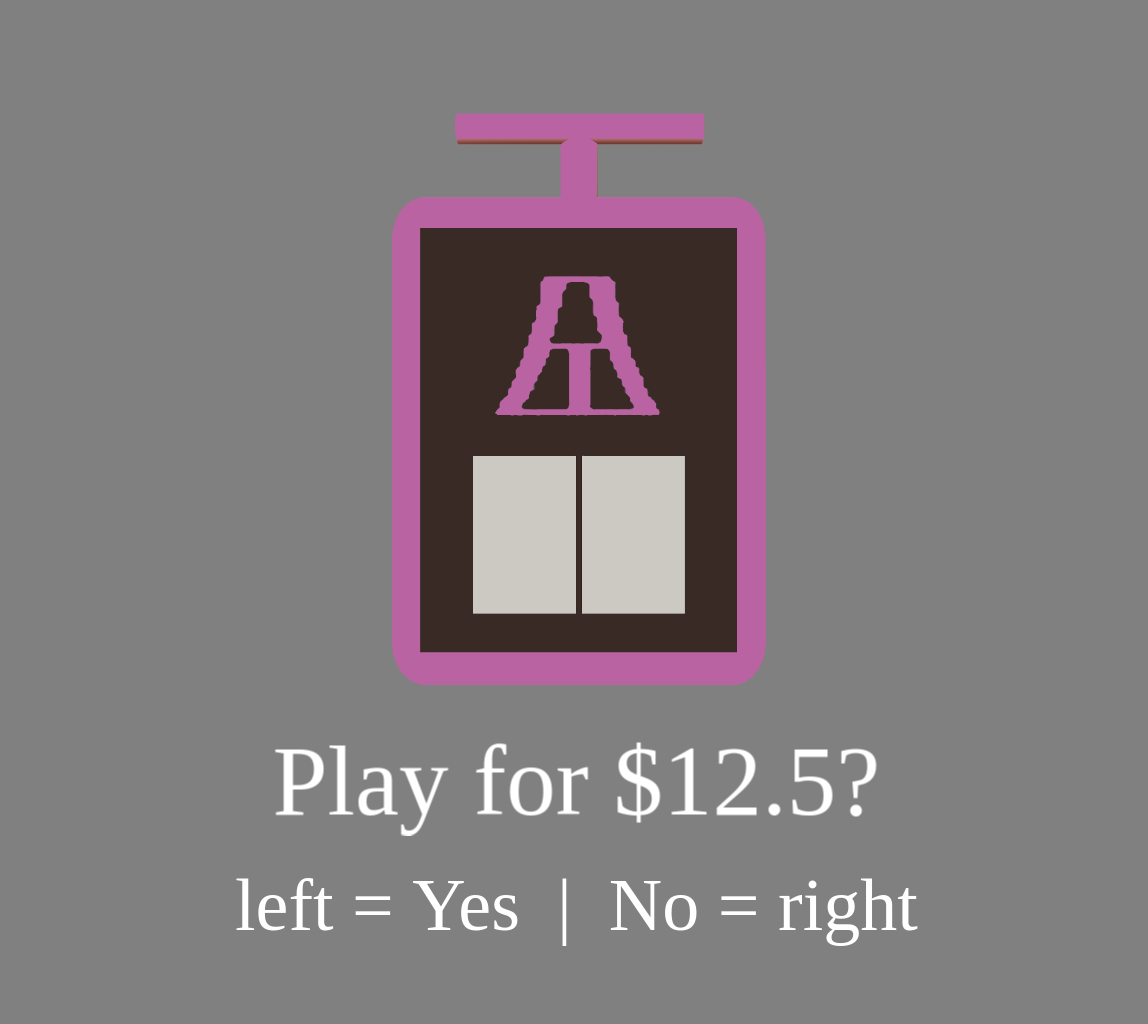 Play for $12.5?
left = Yes | No = right